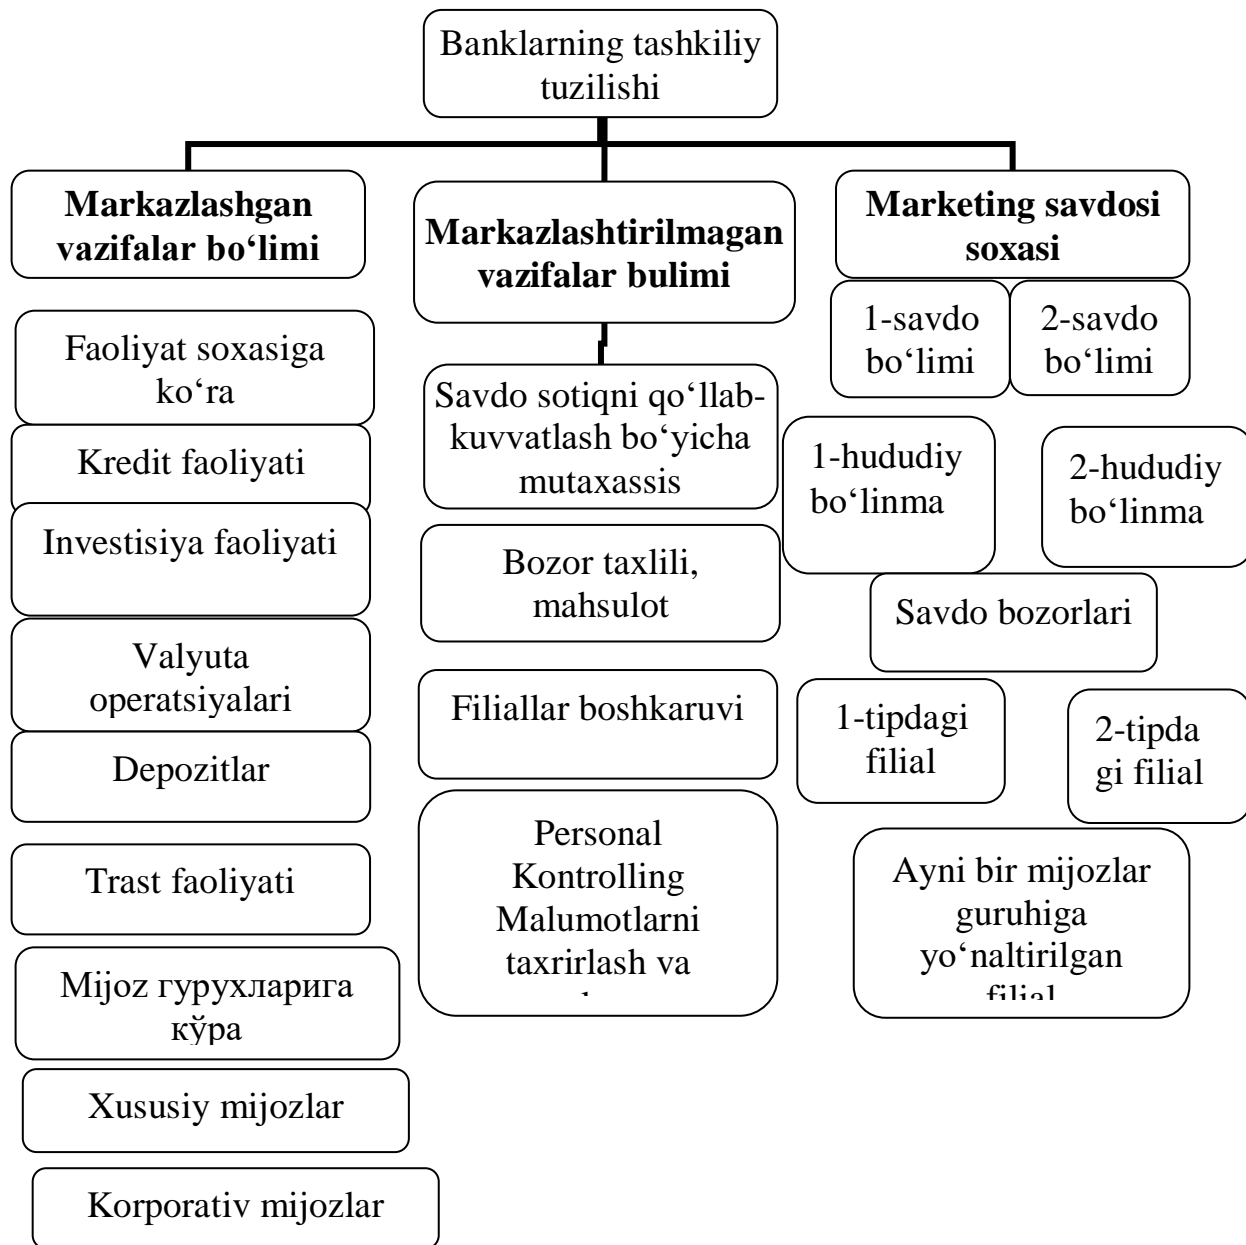 Banklarning tashkiliy
tuzilishi
Markazlashgan
vazifalar bo‘limi
Faoliyat soxasiga
ko‘ra
Kredit faoliyati
Investisiya faoliyati
Valyuta
operatsiyalari
Depozitlar
Trast faoliyati
Mijoz гурухларига
кўра
Xususiy mijozlar
Korporativ mijozlar
Markazlashtirilmagan
vazifalar bulimi
Savdo sotiqni qo‘llab-
kuvvatlash bo‘yicha
mutaxassis
Bozor taxlili,
mahsulot
Filiallar boshkaruvi
Personal
Kontrolling
Malumotlarni
taxrirlash va
Marketing savdosi
soxasi
1-savdo
bo‘limi
2-savdo
bo‘limi
1-hududiy
bo‘linma
2-hududiy
bo‘linma
Savdo bozorlari
1-tipdagi
filial
2-tipda
gi filial
Ayni bir mijozlar
guruhiga
yo‘naltirilgan
filial